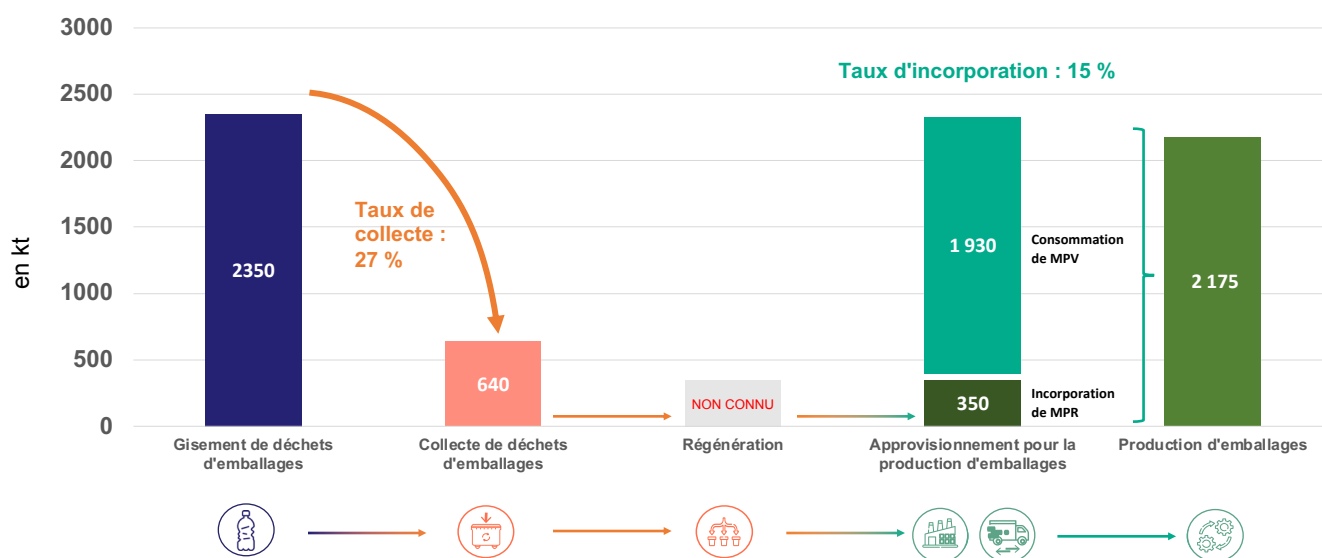 3000
2500
2000
1500
1000
500
0
en kt
Taux d'incorporation : 15 %
Taux de
collecte :
27 %
2350
640
NON CONNU
1 930
350
Consommation
de MPV
Incorporation
de MPR
2 175
Gisement de déchets
d'emballages
Collecte de déchets
d'emballages
Régénération
Approvisionnement pour la
production d'emballages
Production d'emballages